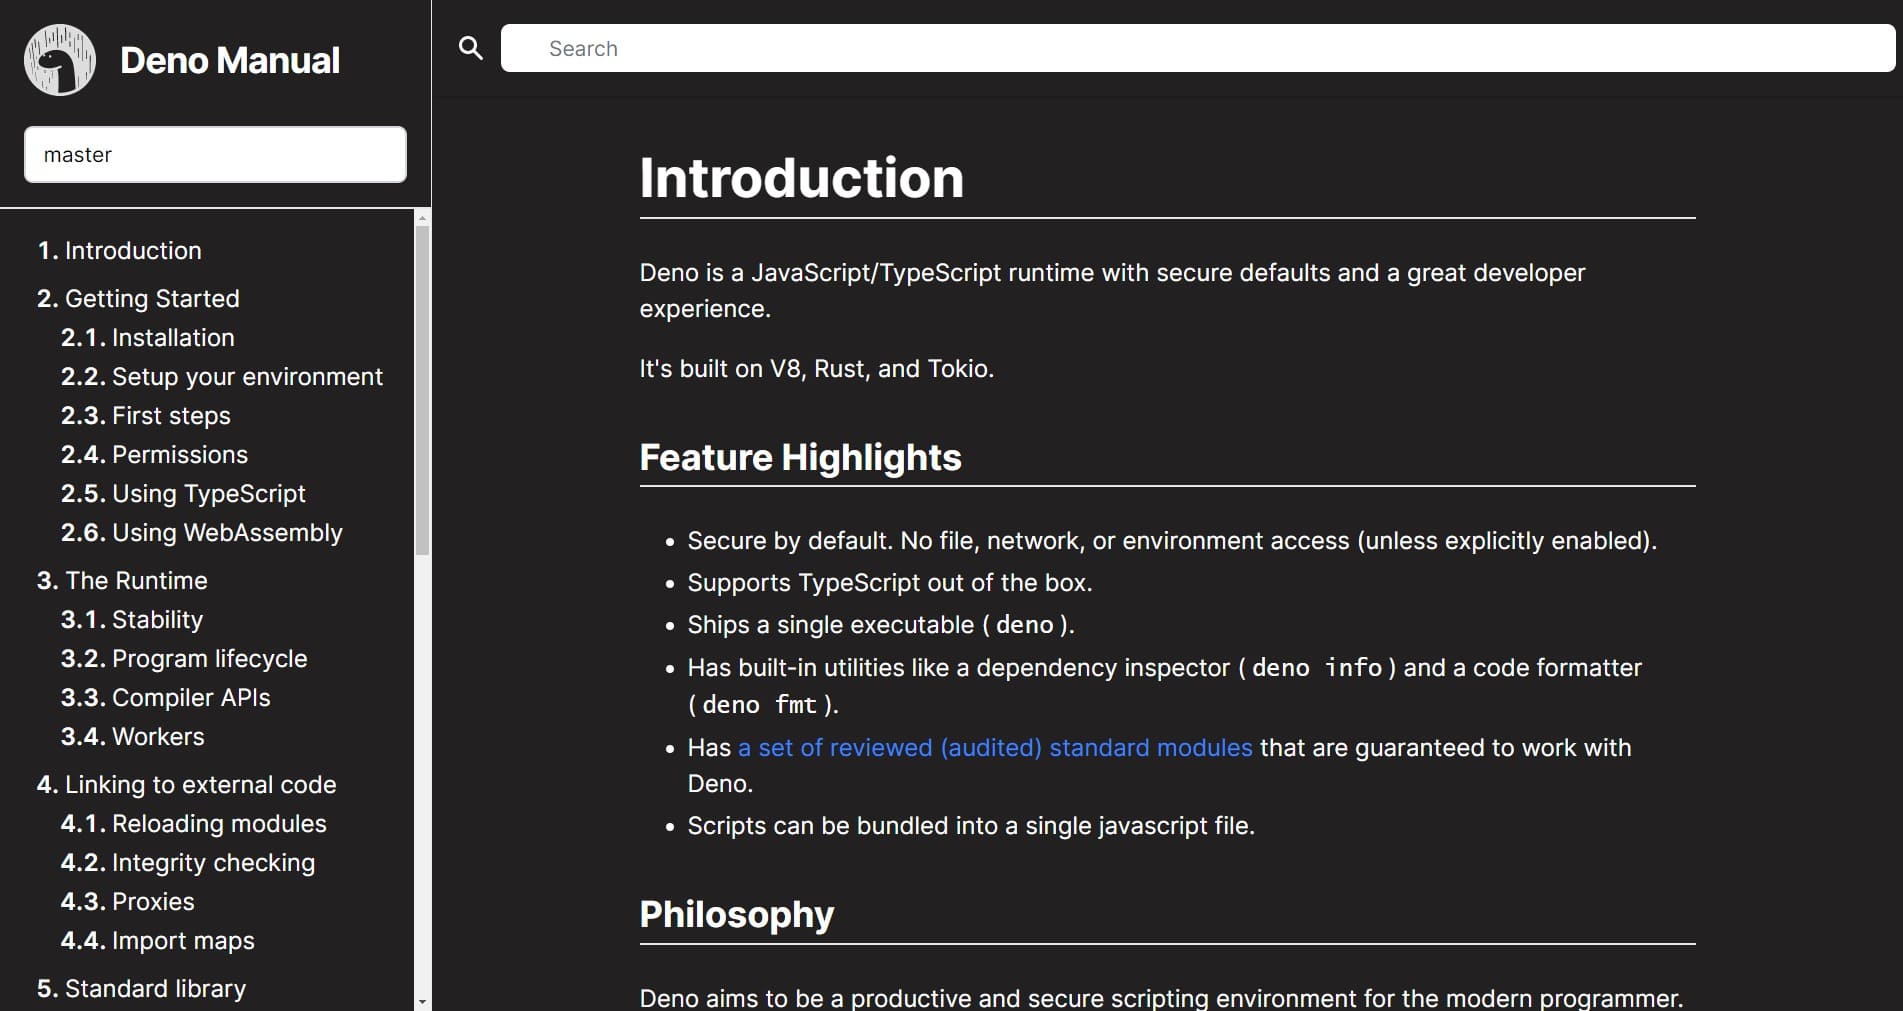 Deno Manual
master
1. Introduction
2. Getting Started
2.1. Installation
2.2. Setup your environment
2.3. First steps
2.4. Permissions
2.5. Using TypeScript
2.6. Using WebAssembly
3. The Runtime
3.1. Stability
3.2. Program lifecycle
3.3. Compiler APIs
3.4. Workers
4. Linking to external code
4.1. Reloading modules
4.2. Integrity checking
4.3. Proxies
4.4. Import maps
5. Standard library
Search
Introduction
Deno is a JavaScript/TypeScript runtime with secure defaults and a great developer
experience.
It's built on V8, Rust, and Tokio.
Feature Highlights
• Secure by default. No file, network, or environment access (unless explicitly enabled).
• Supports TypeScript out of the box.
• Ships a single executable ( deno ).
• Has built-in utilities like a dependency inspector ( deno info ) and a code formatter
( deno fmt ).
• Has a set of reviewed (audited) standard modules that are guaranteed to work with
Deno.
• Scripts can be bundled into a single javascript file.
Philosophy
Deno aims to be a productive and secure scripting environment for the modern programmer.